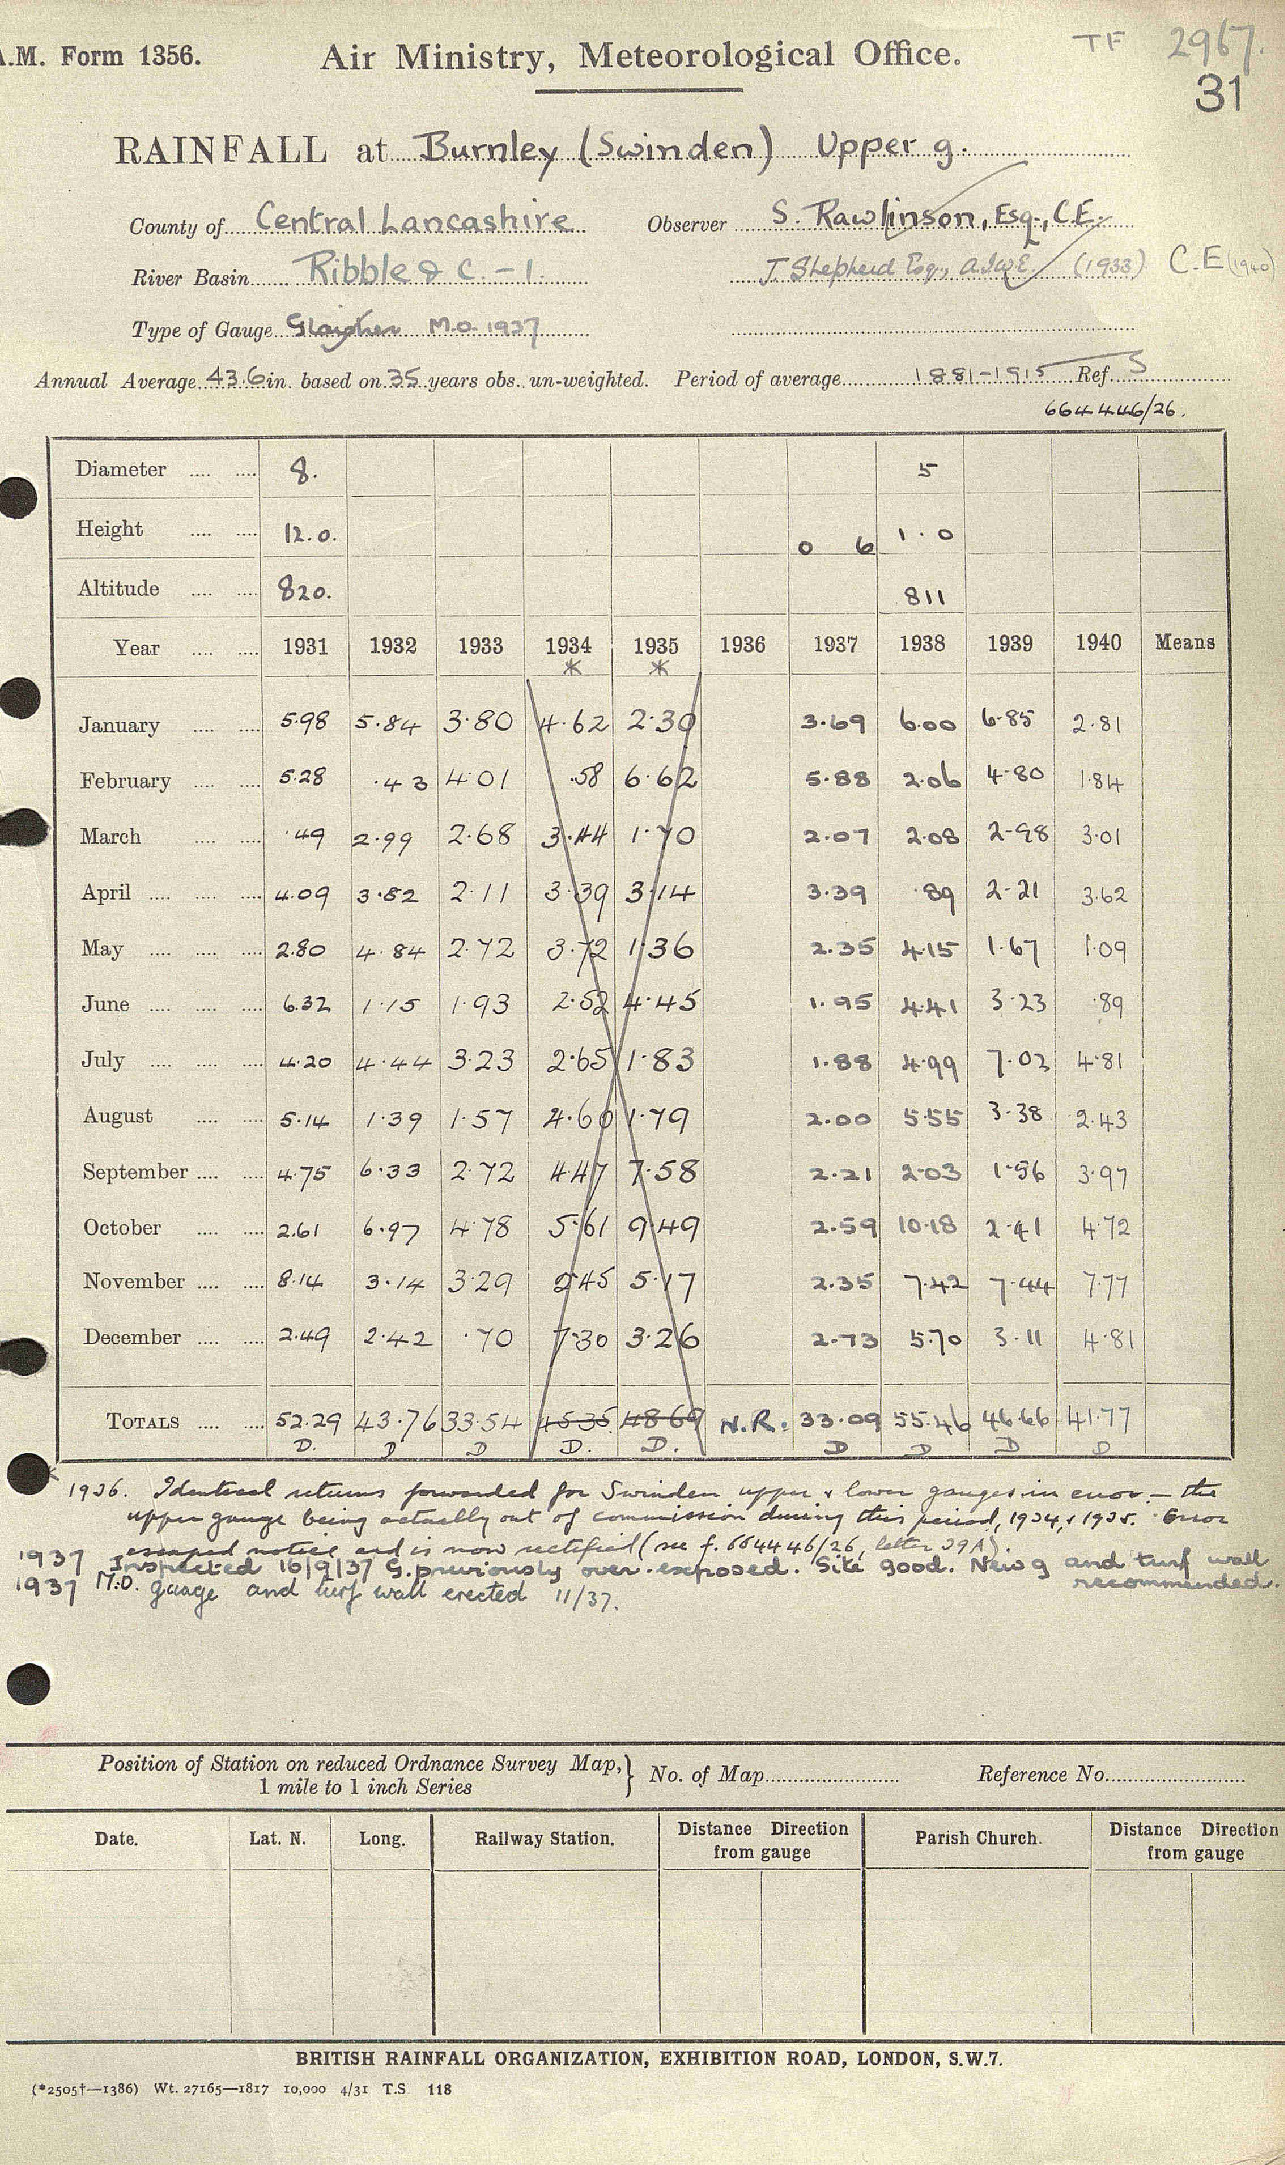 A.M. Form 1356. Air Ministry, Meteorological Office. TF 2967.
31
RAINFALL at Burnley (Swinden) Upper g.
County of Central Lancashire Observer S. Rawlinson, Esq., C.E.
River Basin Ribble & C. - 1. J. Shepherd Esq., A.I.W.E. (1933) C.E (1940)
Type of Gauge Glaisher M.O. 1937
Annual Average 43.6 in. based on 35 years obs. un-weighted. Period of average 1881-1915 Ref. S
664446/26.
Diameter .... .... 8. 5
Height .... .... 12.0. 0 6 1.0
Altitude .... .... 820. 811
Year .... .... 1931 1932 1933 1934 1935 1936 1937 1938 1939 1940 Means
* *
January .... .... 5.98 5.84 3.80 4.62 2.30 3.69 6.00 6.85 2.81
February .... .... 5.28 .43 4.01 .58 6.62 5.88 2.06 4.80 1.84
March .... .... .49 2.99 2.68 3.44 1.70 2.07 2.08 2.98 3.01
April .... .... .... 4.09 3.82 2.11 3.39 3.14 3.39 .89 2.21 3.62
May .... .... .... 2.80 4.84 2.72 3.72 1.36 2.35 4.15 1.67 1.09
June .... .... .... 6.32 1.15 1.93 2.52 4.45 1.95 4.41 3.23 .89
July .... .... .... 4.20 4.44 3.23 2.65 1.83 1.88 4.99 7.02 4.81
August .... .... 5.14 1.39 1.57 4.60 1.79 2.00 5.55 3.38 2.43
September .... .... 4.75 6.33 2.72 4.47 7.58 2.21 2.03 1.56 3.97
October .... .... 2.61 6.97 4.78 5.61 9.49 2.59 10.18 2.41 4.72
November .... .... 8.14 3.14 3.29 2.45 5.17 2.35 7.42 7.44 7.77
December .... .... 2.49 2.42 .70 7.30 3.26 2.73 5.70 3.11 4.81
TOTALS .... .... 52.29 43.76 33.54 45.35 48.69 N.R. 33.09 55.46 46.66 41.77
D. D D D. D. D D D D
1936. Identical returns forwarded for Swinden upper & lower gauges in error - the
upper gauge being actually out of commission during this period, 1934, & 1935. Error
escaped notice and is now rectified (see f. 664446/26, letter 29A).
1937 Inspected 16/9/37 G. previously over-exposed. Site good. New g and turf wall
recommended.
1937 M.O. gauge and turf wall erected 11/37.
Position of Station on reduced Ordnance Survey Map,} No. of Map Reference No.
1 mile to 1 inch Series
Date. Lat. N. Long. Railway Station. Distance Direction from gauge Parish Church. Distance Direction from gauge
BRITISH RAINFALL ORGANIZATION, EXHIBITION ROAD, LONDON, S.W.7.
(*2505†—1386) Wt. 27165—1817 10,000 4/31 T.S 118